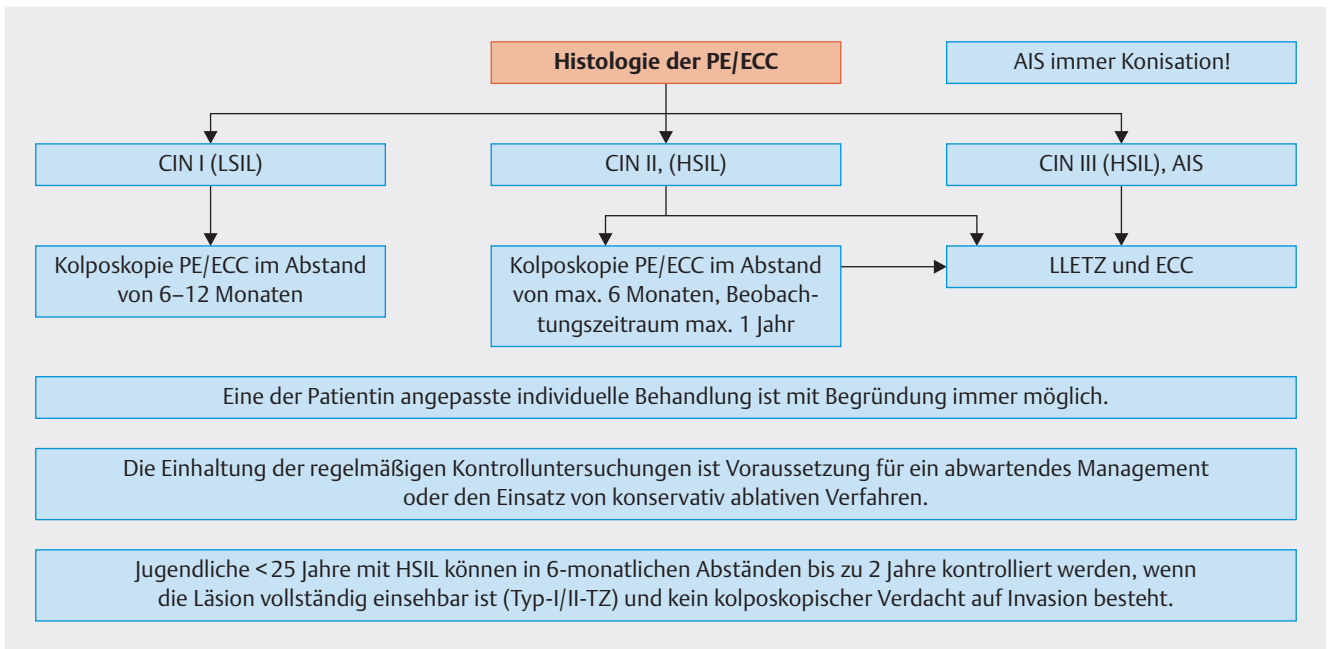 Histologie der PE/ECC
AIS immer Konisation!
CIN I (LSIL)
CIN II, (HSIL)
CIN III (HSIL), AIS
Kolposkopie PE/ECC im Abstand
von 6–12 Monaten
Kolposkopie PE/ECC im Abstand
von max. 6 Monaten, Beobach-
tungszeitraum max. 1 Jahr
LLETZ und ECC
Eine der Patientin angepasste individuelle Behandlung ist mit Begründung immer möglich.
Die Einhaltung der regelmäßigen Kontrolluntersuchungen ist Voraussetzung für ein abwartendes Management
oder den Einsatz von konservativ ablativen Verfahren.
Jugendliche <25 Jahre mit HSIL können in 6-monatlichen Abständen bis zu 2 Jahre kontrolliert werden, wenn
die Läsion vollständig einsehbar ist (Typ-I/II-TZ) und kein kolposkopischer Verdacht auf Invasion besteht.